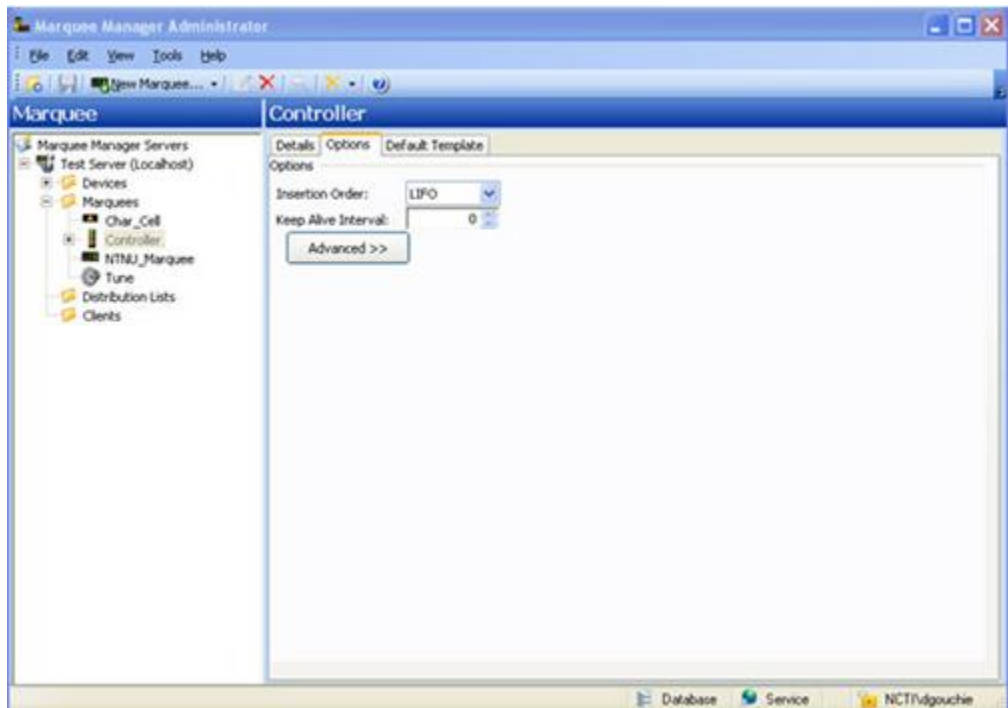 Marquee Manager Administrator
File Edit View Tools Help
New Marquee...
Marquee
Controller
Marquee Manager Servers
Test Server (Localhost)
Devices
Marquees
Char_Cell
Controller
NTNU_Marquee
Tune
Distribution Lists
Clients
Details Options Default Template
Options
Insertion Order: LIFO
Keep Alive Interval: 0
Advanced >>
Database Service NCTI\dgouchie